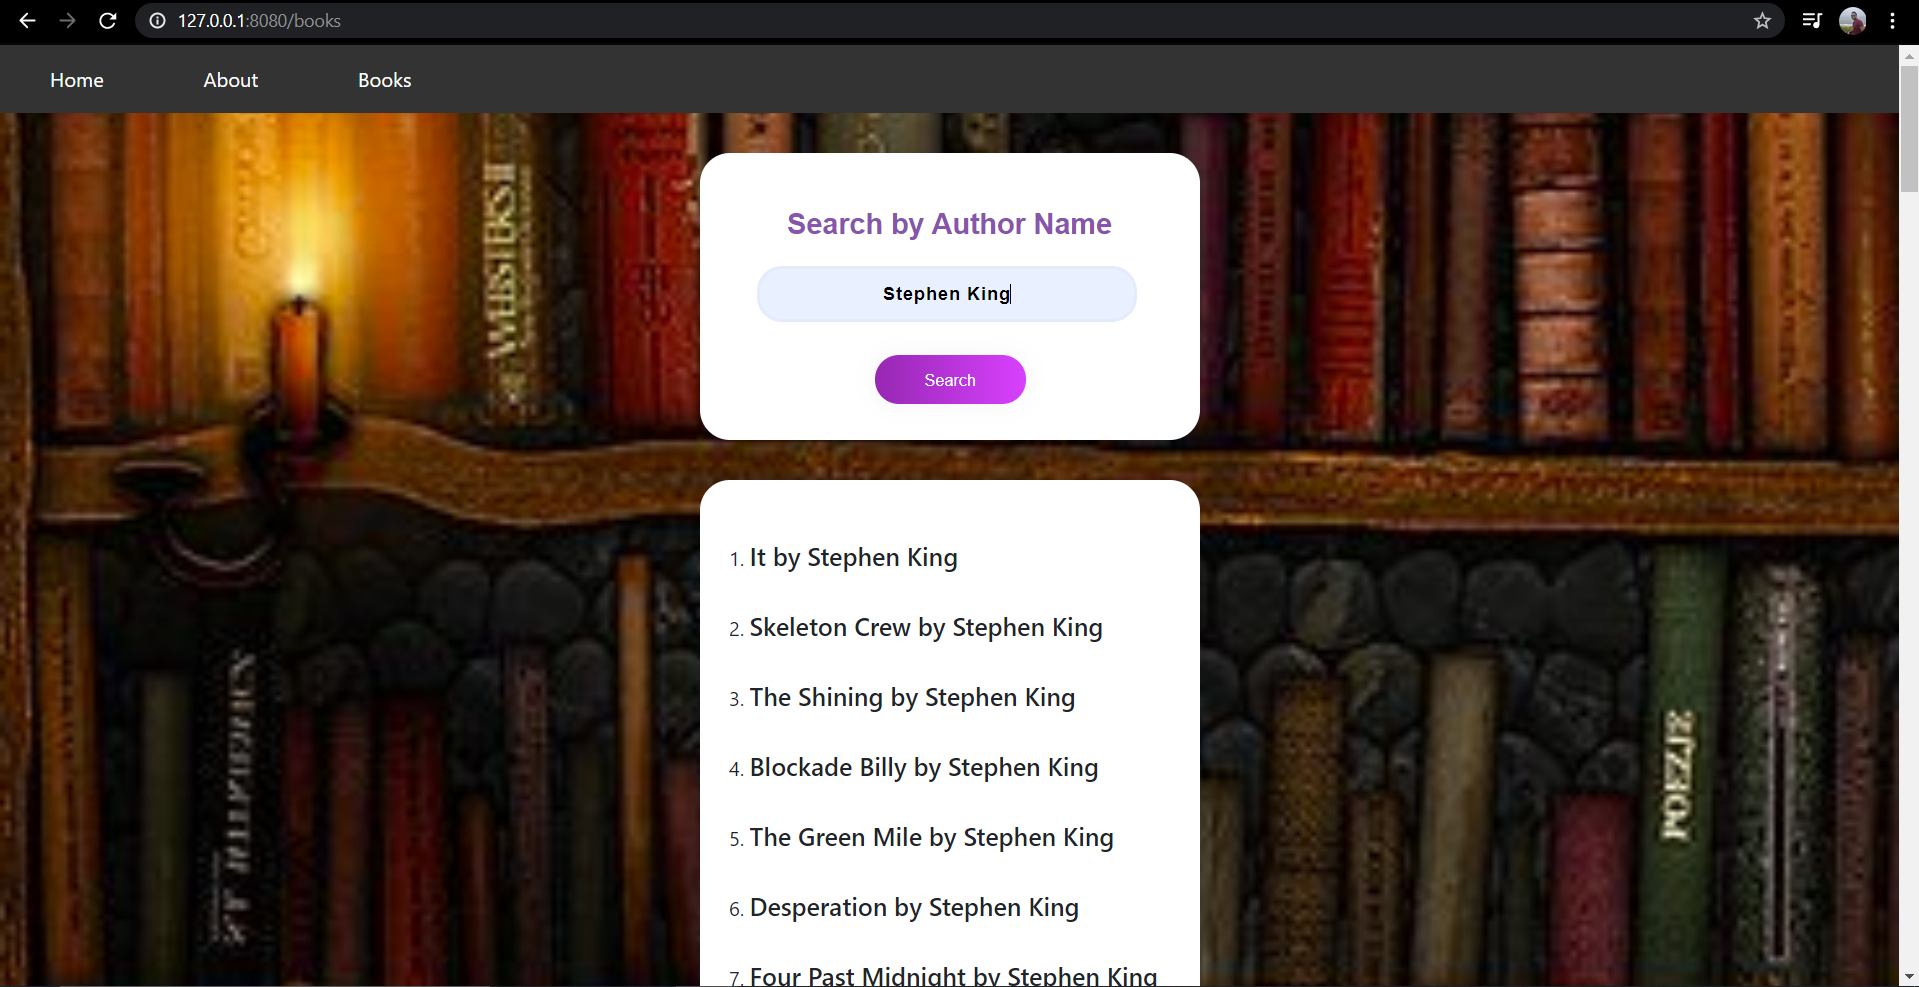 127.0.0.1:8080/books
Home About Books
Search by Author Name
Stephen King
Search
1. It by Stephen King
2. Skeleton Crew by Stephen King
3. The Shining by Stephen King
4. Blockade Billy by Stephen King
5. The Green Mile by Stephen King
6. Desperation by Stephen King
7. Four Past Midnight by Stephen King
POEZJE